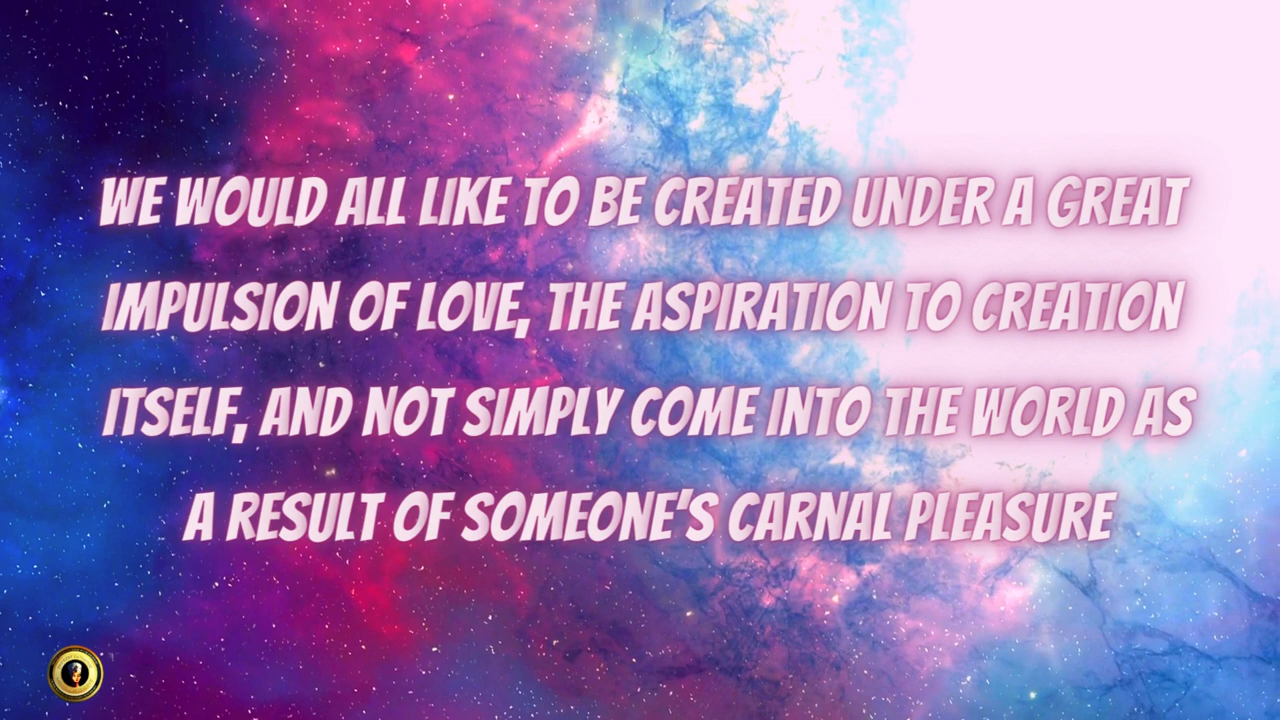 WE WOULD ALL LIKE TO BE CREATED UNDER A GREAT
IMPULSION OF LOVE, THE ASPIRATION TO CREATION
ITSELF, AND NOT SIMPLY COME INTO THE WORLD AS
A RESULT OF SOMEONE'S CARNAL PLEASURE